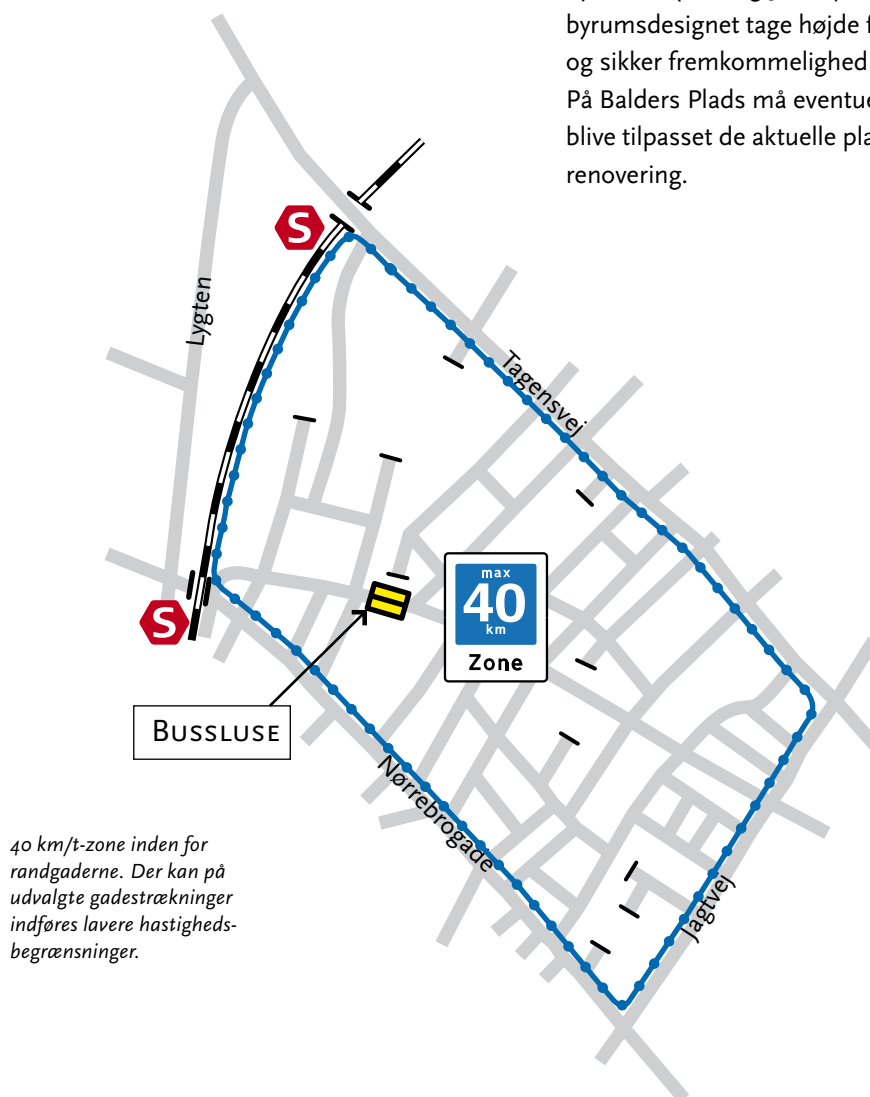 byrumsdesignet tage højde f
og sikker fremkommelighed
På Balders Plads må eventue
blive tilpasset de aktuelle pla
renovering.
S
Lygten
Tagensvej
max
40
km
Zone
S
BUSSLUSE
Nørrebrogade
Jagtvej
40 km/t-zone inden for
randgaderne. Der kan på
udvalgte gadestrækninger
indføres lavere hastigheds-
begrænsninger.